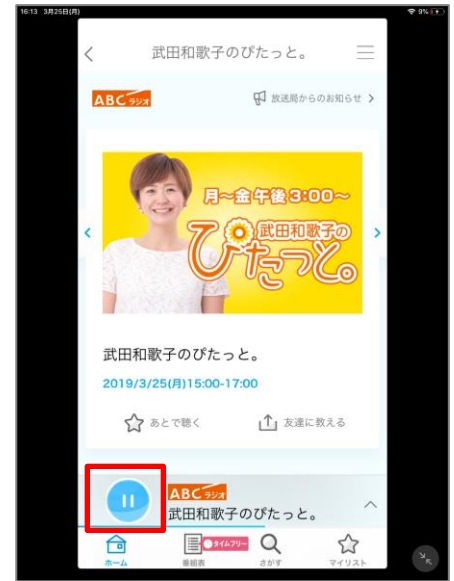 16:13 3月25日(月)
9%
武田和歌子のぴたっと。
ABCラジオ
放送局からのお知らせ
月~金午後3:00~
武田和歌子の
ぴたっと。
武田和歌子のぴたっと。
2019/3/25(月)15:00-17:00
あとで聴く
友達に教える
ABCラジオ
武田和歌子のぴたっと。
ホーム
番組表
タイムフリー
さがす
マイリスト